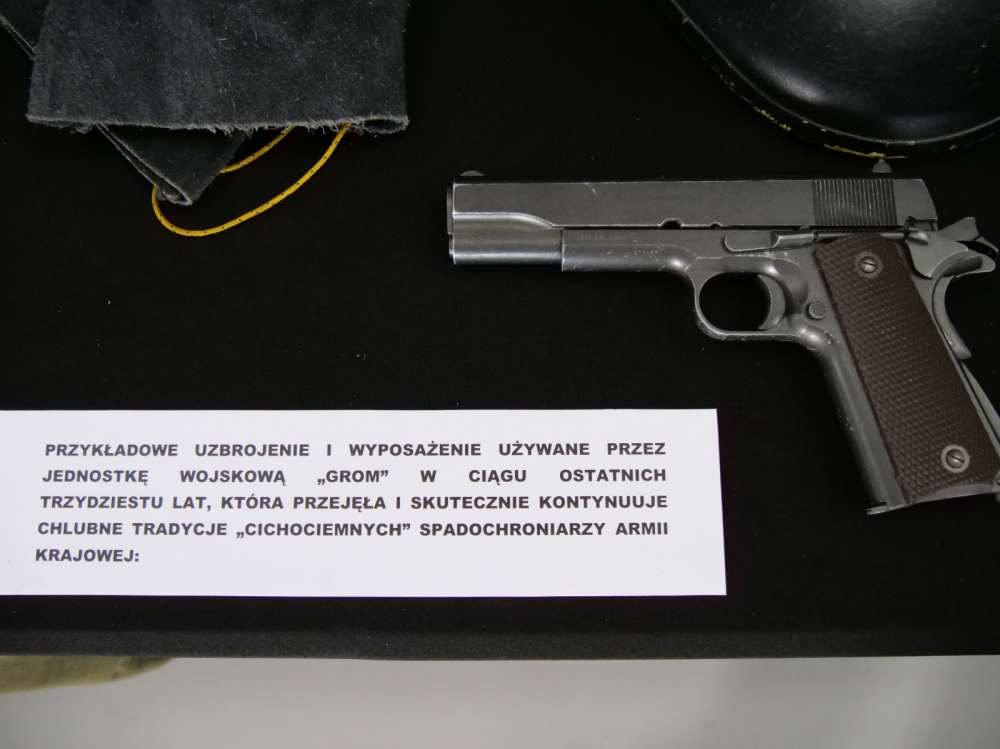 PRZYKŁADOWE UZBROJENIE I WYPOSAŻENIE UŻYWANE PRZEZ
JEDNOSTKĘ WOJSKOWĄ „GROM” W CIĄGU OSTATNICH
TRZYDZIESTU LAT, KTÓRA PRZEJĘŁA I SKUTECZNIE KONTYNUUJE
CHLUBNE TRADYCJE „CICHOCIEMNYCH” SPADOCHRONIARZY ARMII
KRAJOWEJ: